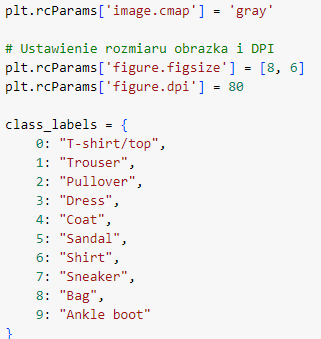 plt.rcParams['image.cmap'] = 'gray'
# Ustawienie rozmiaru obrazka i DPI
plt.rcParams['figure.figsize'] = [8, 6]
plt.rcParams['figure.dpi'] = 80
class_labels = {
    0: "T-shirt/top",
    1: "Trouser",
    2: "Pullover",
    3: "Dress",
    4: "Coat",
    5: "Sandal",
    6: "Shirt",
    7: "Sneaker",
    8: "Bag",
    9: "Ankle boot"
}